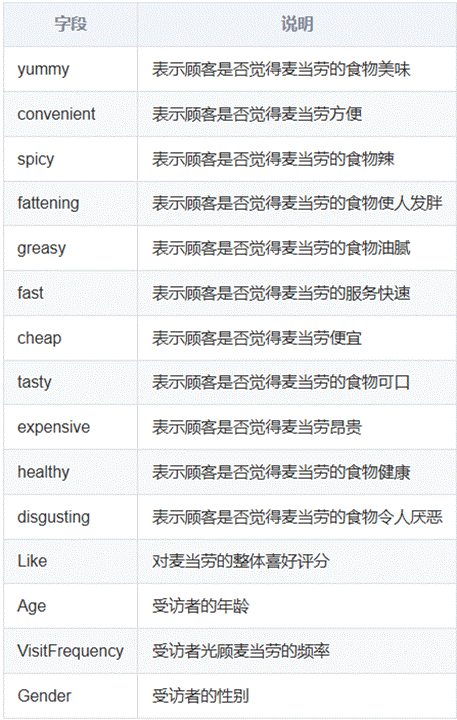 字段 说明
yummy 表示顾客是否觉得麦当劳的食物美味
convenient 表示顾客是否觉得麦当劳方便
spicy 表示顾客是否觉得麦当劳的食物辣
fattening 表示顾客是否觉得麦当劳的食物使人发胖
greasy 表示顾客是否觉得麦当劳的食物油腻
fast 表示顾客是否觉得麦当劳的服务快速
cheap 表示顾客是否觉得麦当劳便宜
tasty 表示顾客是否觉得麦当劳的食物可口
expensive 表示顾客是否觉得麦当劳昂贵
healthy 表示顾客是否觉得麦当劳的食物健康
disgusting 表示顾客是否觉得麦当劳的食物令人厌恶
Like 对麦当劳的整体喜好评分
Age 受访者的年龄
VisitFrequency 受访者光顾麦当劳的频率
Gender 受访者的性别